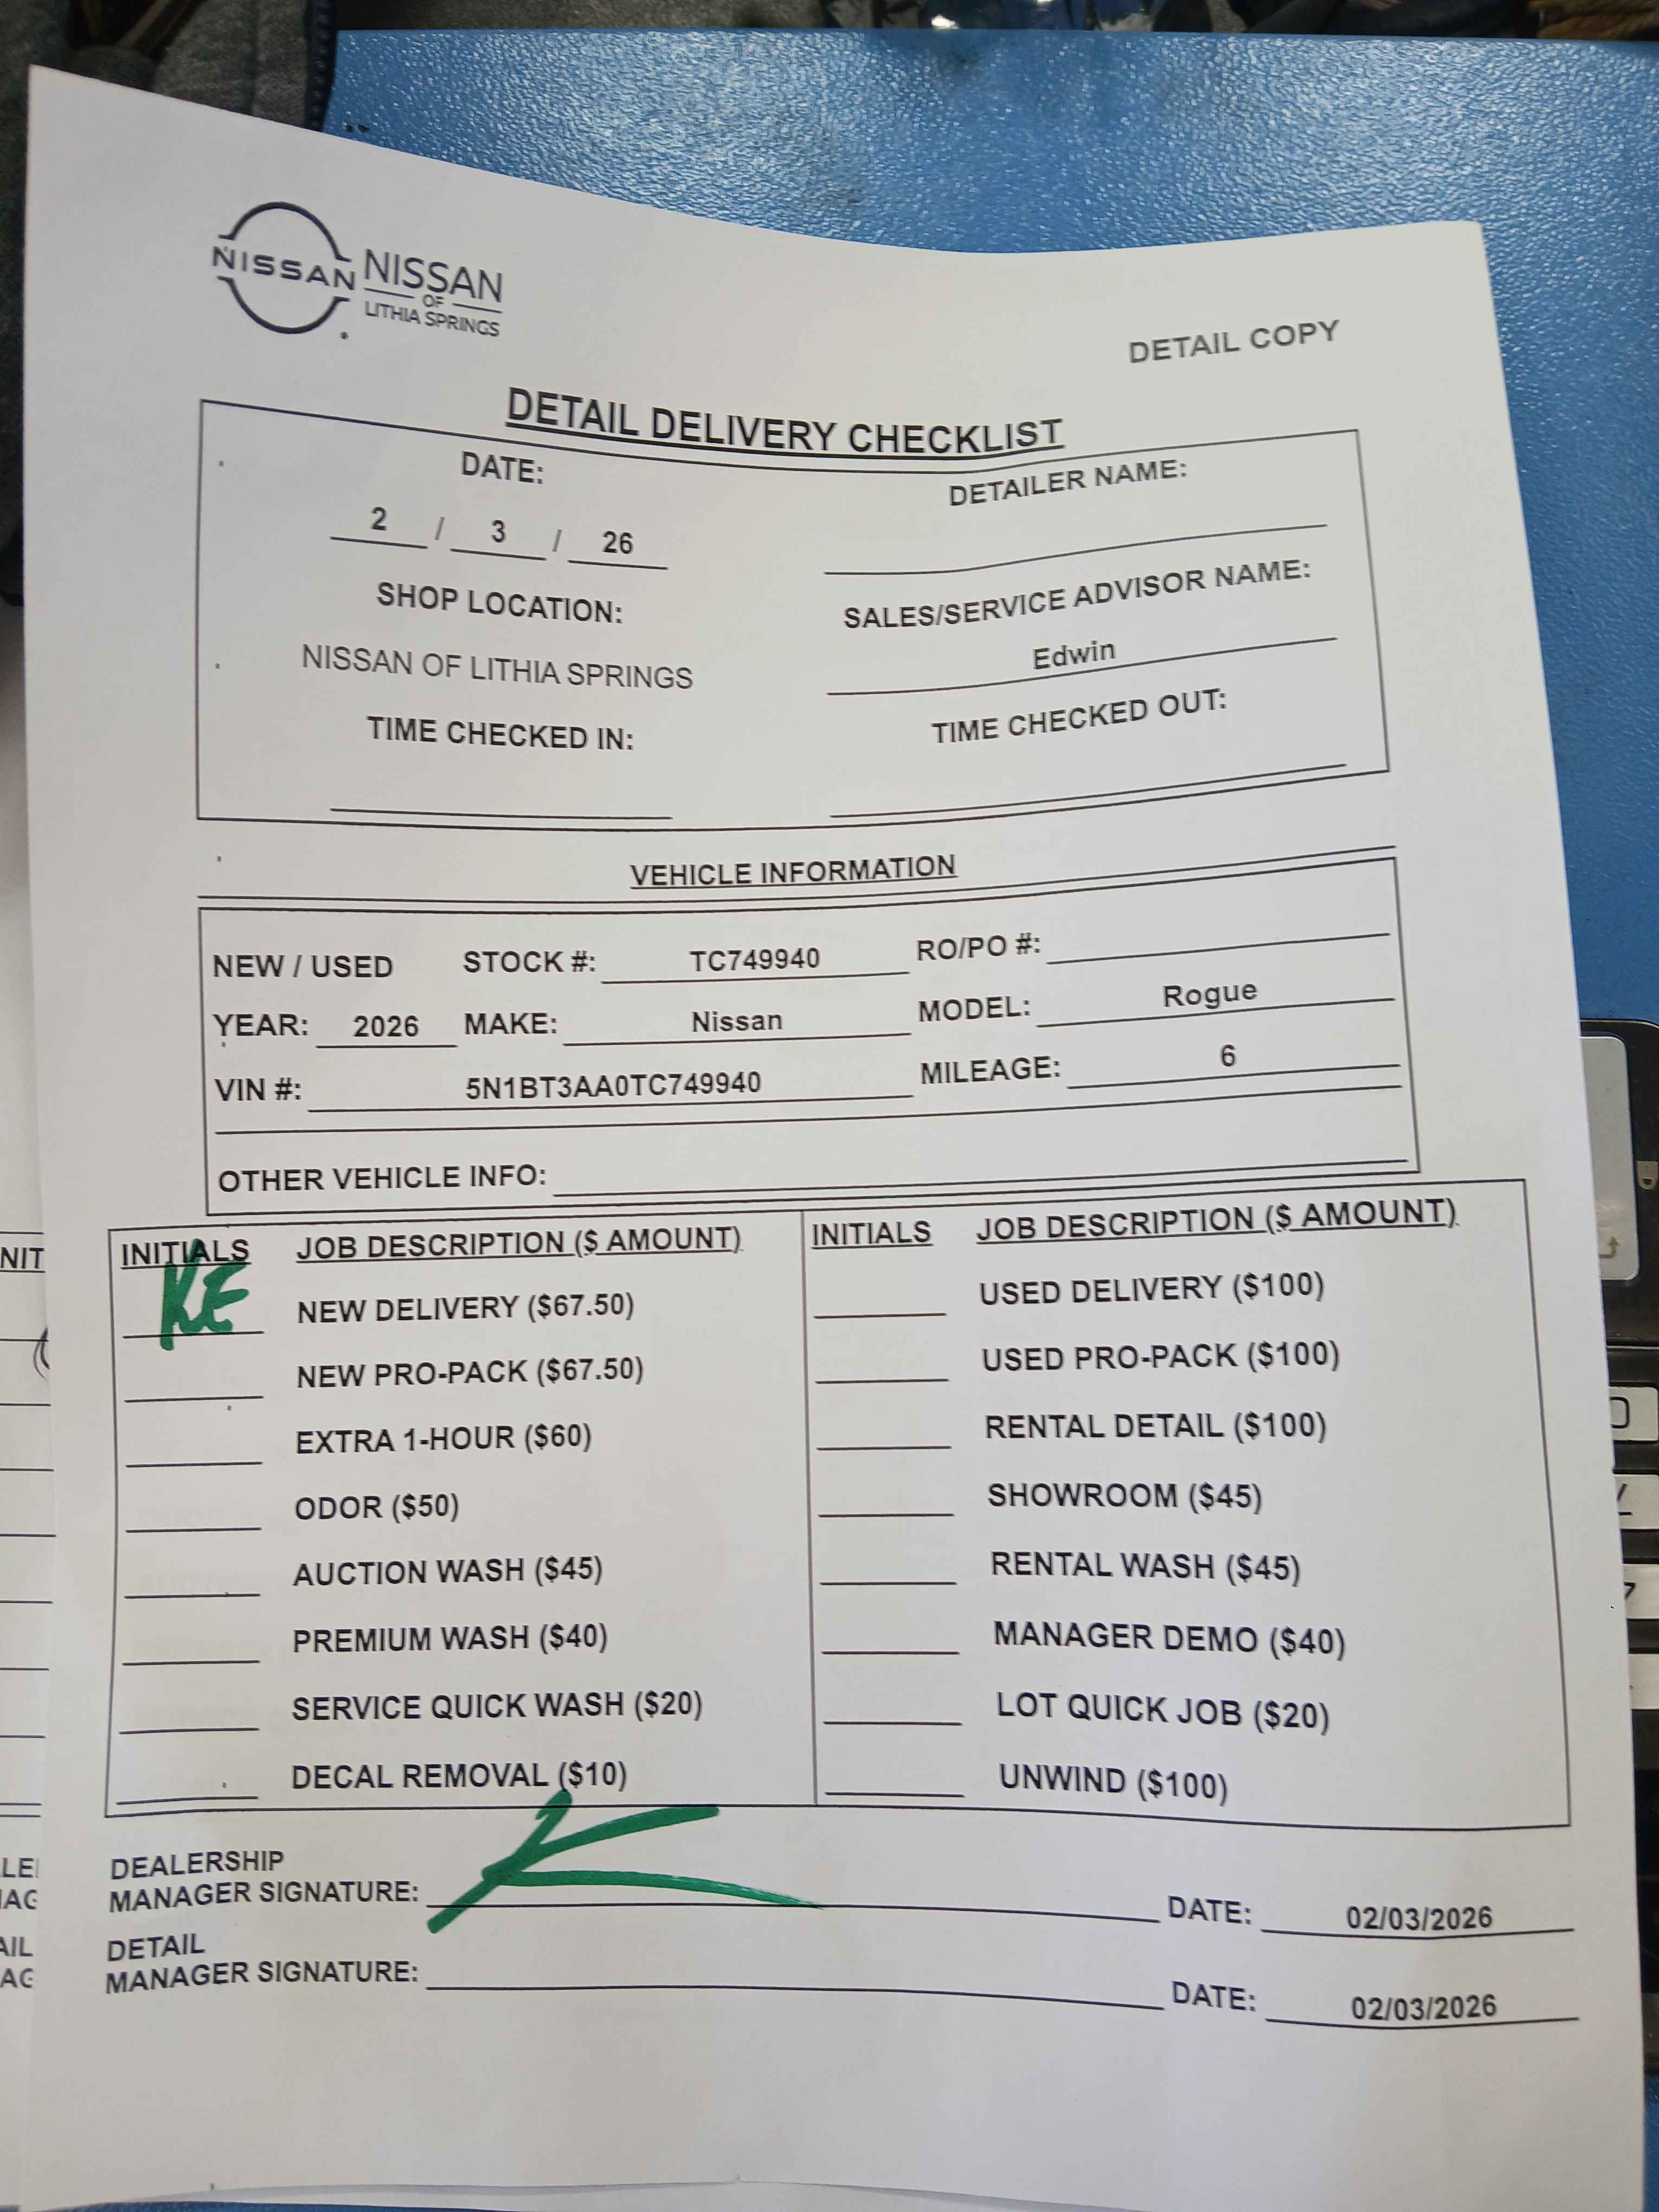 NISSAN
NISSAN
OF
LITHIA SPRINGS
DETAIL COPY
DETAIL DELIVERY CHECKLIST
DATE:
2 / 3 / 26
DETAILER NAME:
SHOP LOCATION:
NISSAN OF LITHIA SPRINGS
SALES/SERVICE ADVISOR NAME:
Edwin
TIME CHECKED IN:
TIME CHECKED OUT:
VEHICLE INFORMATION
NEW / USED STOCK #: TC749940 RO/PO #:
YEAR: 2026 MAKE: Nissan MODEL: Rogue
VIN #: 5N1BT3AA0TC749940 MILEAGE: 6
OTHER VEHICLE INFO:
INITIALS JOB DESCRIPTION ($ AMOUNT) INITIALS JOB DESCRIPTION ($ AMOUNT)
KE NEW DELIVERY ($67.50) USED DELIVERY ($100)
NEW PRO-PACK ($67.50) USED PRO-PACK ($100)
EXTRA 1-HOUR ($60) RENTAL DETAIL ($100)
ODOR ($50) SHOWROOM ($45)
AUCTION WASH ($45) RENTAL WASH ($45)
PREMIUM WASH ($40) MANAGER DEMO ($40)
SERVICE QUICK WASH ($20) LOT QUICK JOB ($20)
DECAL REMOVAL ($10) UNWIND ($100)
DEALERSHIP
MANAGER SIGNATURE: DATE: 02/03/2026
DETAIL
MANAGER SIGNATURE: DATE: 02/03/2026